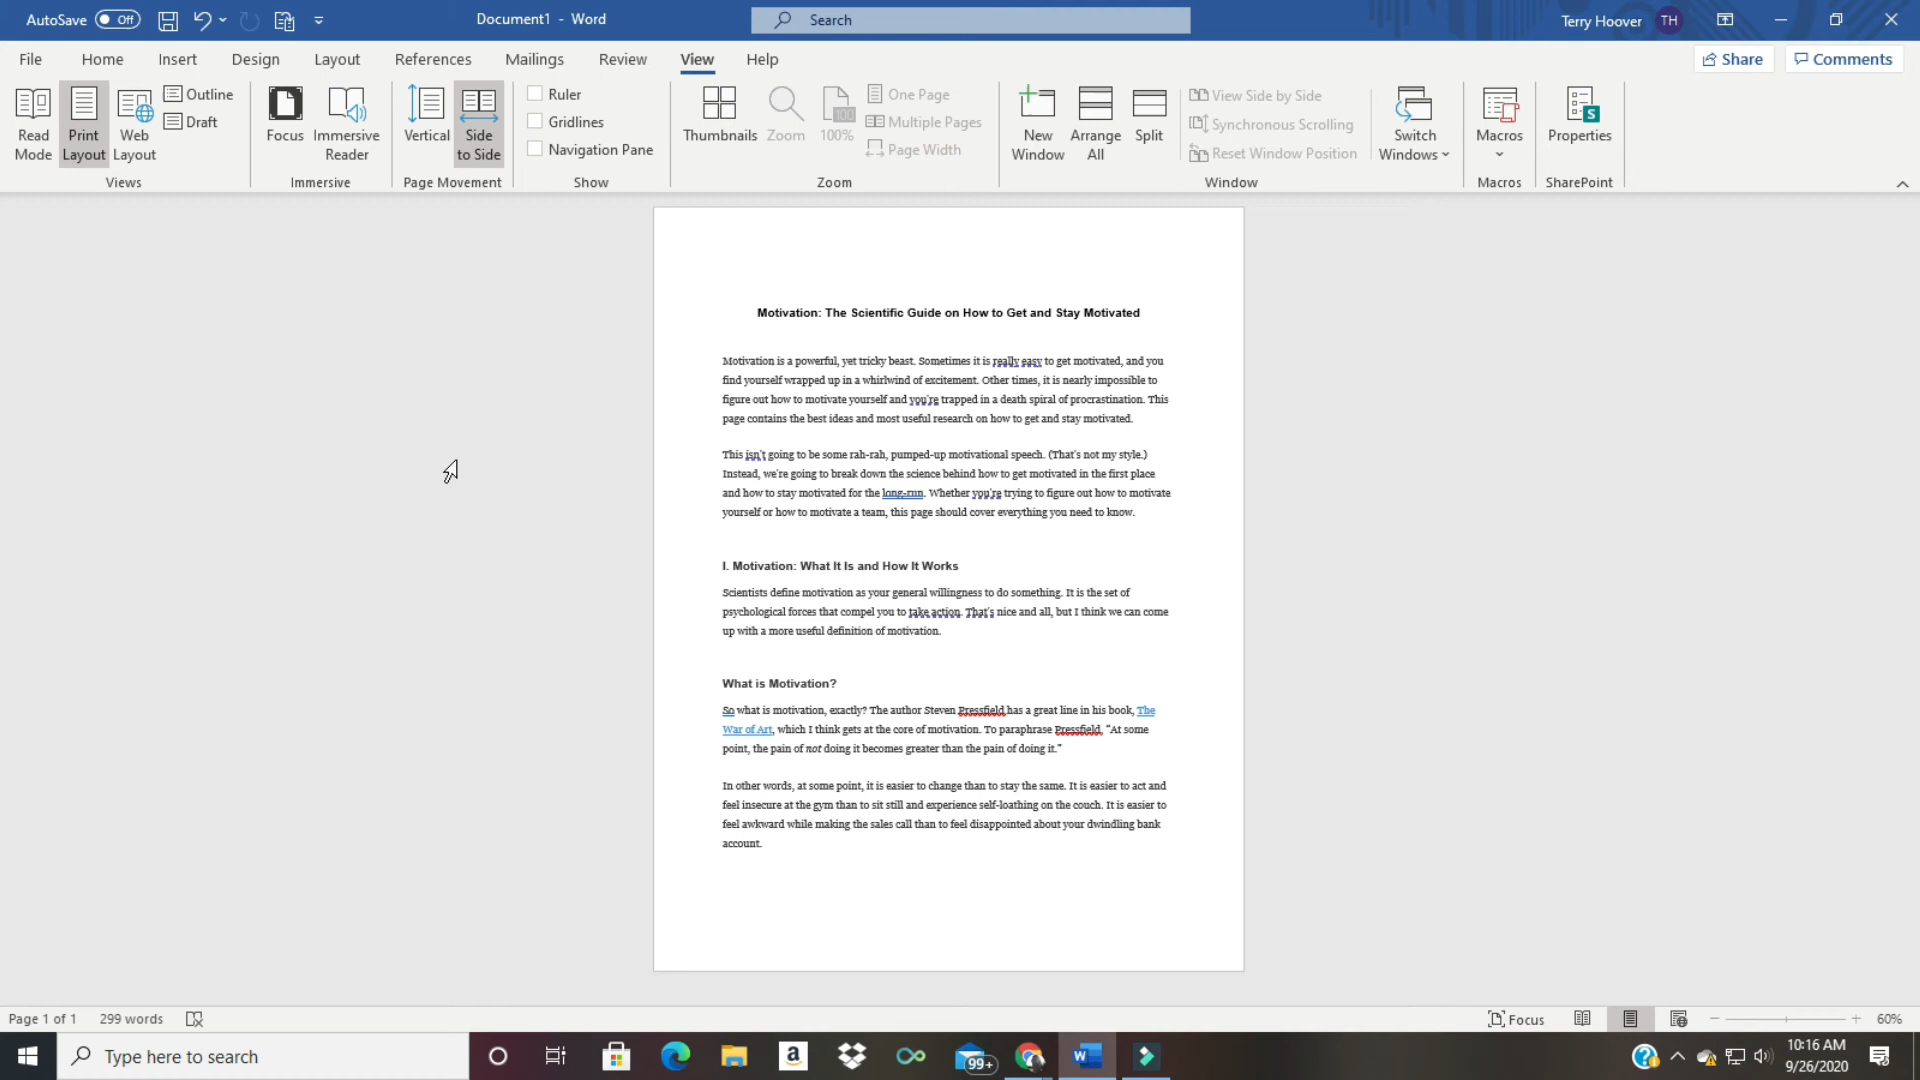 AutoSave Off
Document1 - Word
Search
Terry Hoover TH
File Home Insert Design Layout References Mailings Review View Help
Share Comments
Read Mode
Print Layout
Web Layout
Outline
Draft
Views
Focus
Immersive Reader
Immersive
Vertical
Side to Side
Page Movement
Ruler
Gridlines
Navigation Pane
Show
Thumbnails
Zoom
100
100%
One Page
Multiple Pages
Page Width
Zoom
New Window
Arrange All
Split
View Side by Side
Synchronous Scrolling
Reset Window Position
Switch Windows
Window
Macros
Macros
S
Properties
SharePoint
Motivation: The Scientific Guide on How to Get and Stay Motivated
Motivation is a powerful, yet tricky beast. Sometimes it is really easy to get motivated, and you
find yourself wrapped up in a whirlwind of excitement. Other times, it is nearly impossible to
figure out how to motivate yourself and you're trapped in a death spiral of procrastination. This
page contains the best ideas and most useful research on how to get and stay motivated.
This isn't going to be some rah-rah, pumped-up motivational speech. (That's not my style.)
Instead, we're going to break down the science behind how to get motivated in the first place
and how to stay motivated for the long-run. Whether you're trying to figure out how to motivate
yourself or how to motivate a team, this page should cover everything you need to know.
I. Motivation: What It Is and How It Works
Scientists define motivation as your general willingness to do something. It is the set of
psychological forces that compel you to take action. That's nice and all, but I think we can come
up with a more useful definition of motivation.
What is Motivation?
So what is motivation, exactly? The author Steven Pressfield has a great line in his book, The
War of Art, which I think gets at the core of motivation. To paraphrase Pressfield, “At some
point, the pain of not doing it becomes greater than the pain of doing it.”
In other words, at some point, it is easier to change than to stay the same. It is easier to act and
feel insecure at the gym than to sit still and experience self-loathing on the couch. It is easier to
feel awkward while making the sales call than to feel disappointed about your dwindling bank
account.
Page 1 of 1 299 words
Focus
60%
Type here to search
a
99+
W
10:16 AM
9/26/2020